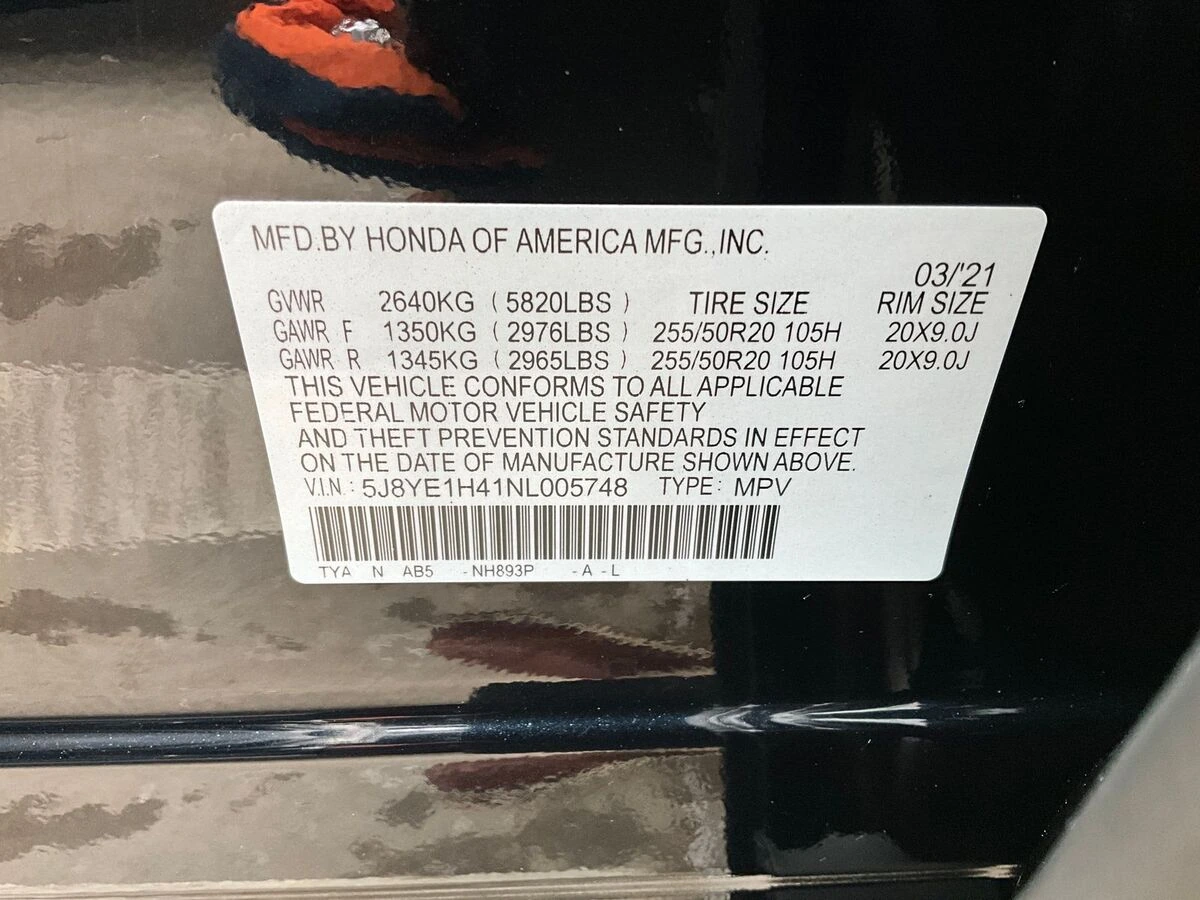 MFD.BY HONDA OF AMERICA MFG.,INC.
03/'21
GVWR 2640KG ( 5820LBS ) TIRE SIZE RIM SIZE
GAWR F 1350KG ( 2976LBS ) 255/50R20 105H 20X9.0J
GAWR R 1345KG ( 2965LBS ) 255/50R20 105H 20X9.0J
THIS VEHICLE CONFORMS TO ALL APPLICABLE
FEDERAL MOTOR VEHICLE SAFETY
AND THEFT PREVENTION STANDARDS IN EFFECT
ON THE DATE OF MANUFACTURE SHOWN ABOVE.
V.I.N.: 5J8YE1H41NL005748 TYPE: MPV
TYA N AB5 -NH893P -A -L